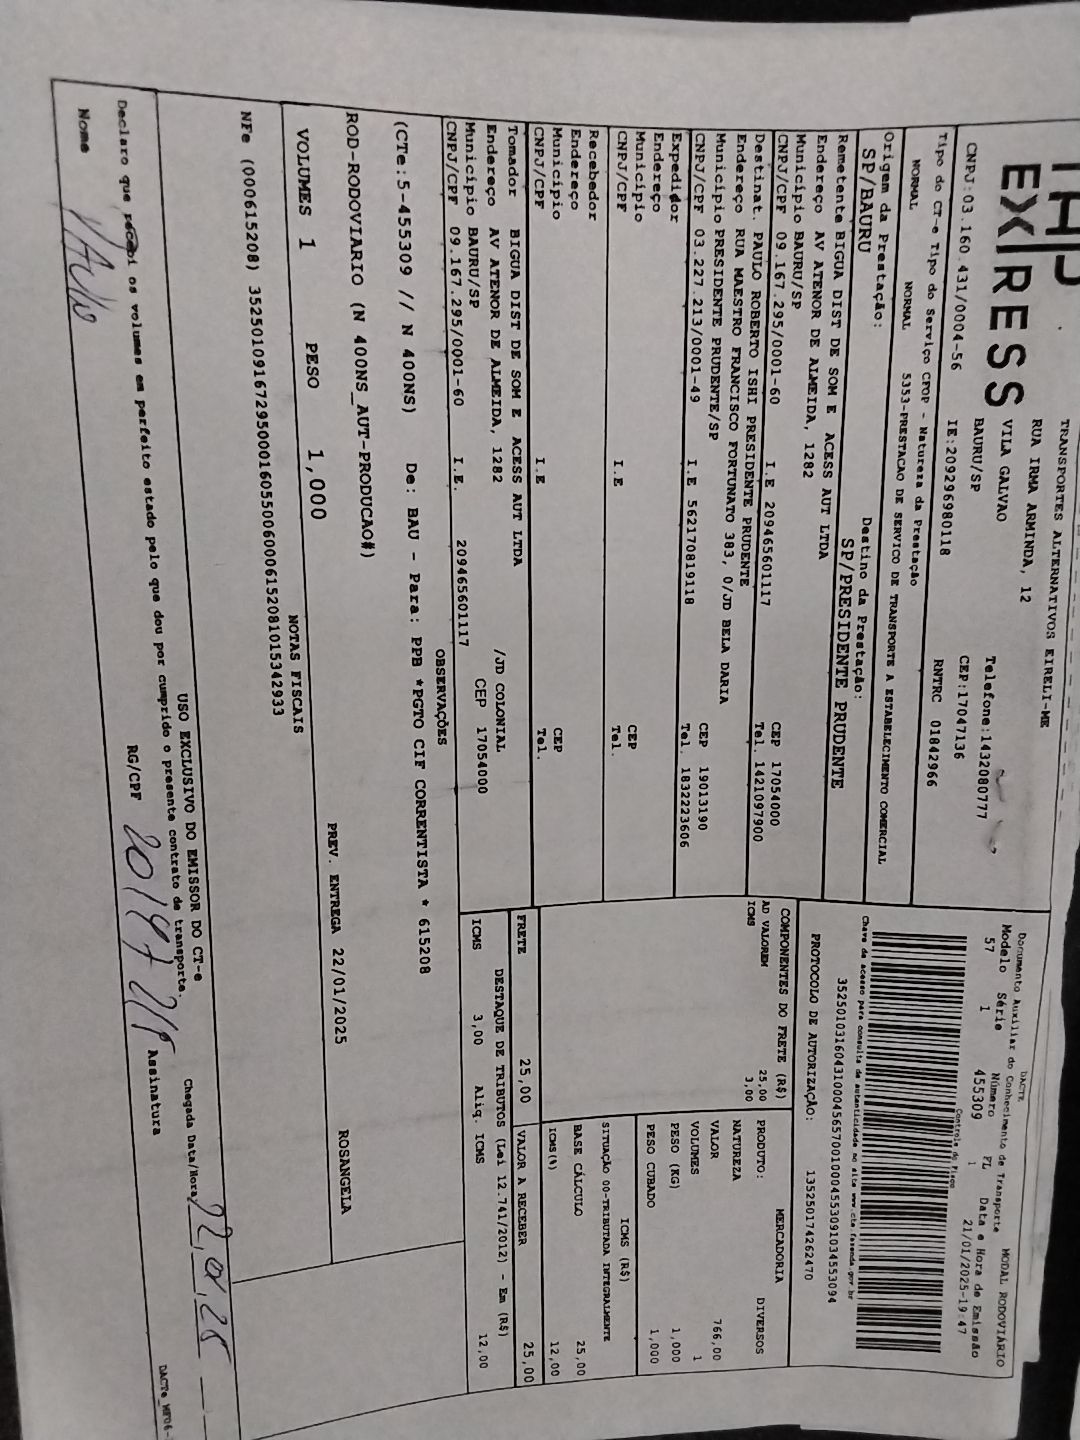 EXPRESS
TRANSPORTES ALTERNATIVOS EIRELI-ME
RUA IRMA ARMINDA, 12
VILA GALVAO
Telefone:1432080777
BAURU/SP
CEP:17047136
CNPJ:03.160.431/0004-56
IE:209296980118
RNTRC 01842966
Tipo do CT-e Tipo do Serviço CFOP - Natureza da Prestação
NORMAL NORMAL 5353-PRESTACAO DE SERVICO DE TRANSPORTE A ESTABELECIMENTO COMERCIAL
Origem da Prestação: Destino da Prestação:
SP/BAURU SP/PRESIDENTE PRUDENTE
Remetente BIGUA DIST DE SOM E ACESS AUT LTDA
Endereço AV ATENOR DE ALMEIDA, 1282
Municipio BAURU/SP CEP 17054000
CNPJ/CPF 09.167.295/0001-60 I.E 209465601117 Tel. 1421097900
Destinat. PAULO ROBERTO ISHI PRESIDENTE PRUDENTE
Endereço RUA MAESTRO FRANCISCO FORTUNATO 383, 0/JD BELA DARIA
Municipio PRESIDENTE PRUDENTE/SP CEP 19013190
CNPJ/CPF 03.227.213/0001-49 I.E 562170819118 Tel. 1832223606
Expedidor
Endereço
Municipio CEP
CNPJ/CPF I.E Tel.
Recebedor
Endereço
Municipio CEP
CNPJ/CPF I.E Tel.
Tomador BIGUA DIST DE SOM E ACESS AUT LTDA
Endereço AV ATENOR DE ALMEIDA, 1282 /JD COLONIAL
Municipio BAURU/SP CEP 17054000
CNPJ/CPF 09.167.295/0001-60 I.E. 209465601117
DACTE
Documento Auxiliar do Conhecimento de Transporte MODAL RODOVIÁRIO
Modelo Série Número FL Data e Hora de Emissão
57 1 455309 1 21/01/2025-19:47
Controle do Fisco
Chave de acesso para consulta de autenticidade no site www.cte.fazenda.gov.br
35250103160431000456570010004553091034553094
PROTOCOLO DE AUTORIZAÇÃO: 135250174262470
COMPONENTES DO FRETE (R$)
AD VALOREM 25,00
ICMS 3,00
PRODUTO: MERCADORIA
NATUREZA DIVERSOS
VALOR 766,00
VOLUMES 1
PESO (KG) 1,000
PESO CUBADO 1,000
ICMS (R$)
SITUAÇÃO 00-TRIBUTADA INTEGRALMENTE
BASE CÁLCULO 25,00
ICMS(%) 12,00
FRETE 25,00 VALOR A RECEBER 25,00
DESTAQUE DE TRIBUTOS (Lei 12.741/2012) - Em (R$)
ICMS 3,00 Aliq. ICMS 12,00
OBSERVAÇÕES
(CTe:5-455309 // N 400NS) De: BAU - Para: PPB *PGTO CIF CORRENTISTA * 615208
ROD-RODOVIARIO (N 400NS_AUT-PRODUCAO#)
PREV. ENTREGA 22/01/2025 ROSANGELA
VOLUMES 1 PESO 1,000
NOTAS FISCAIS
NFe (000615208) 35250109167295000160550060006152081015342933
USO EXCLUSIVO DO EMISSOR DO CT-e
Declaro que recebi os volumes em perfeito estado pelo que dou por cumprido o presente contrato de transporte.
Chegada Data/Hora 22.01.25
Nome RG/CPF Assinatura